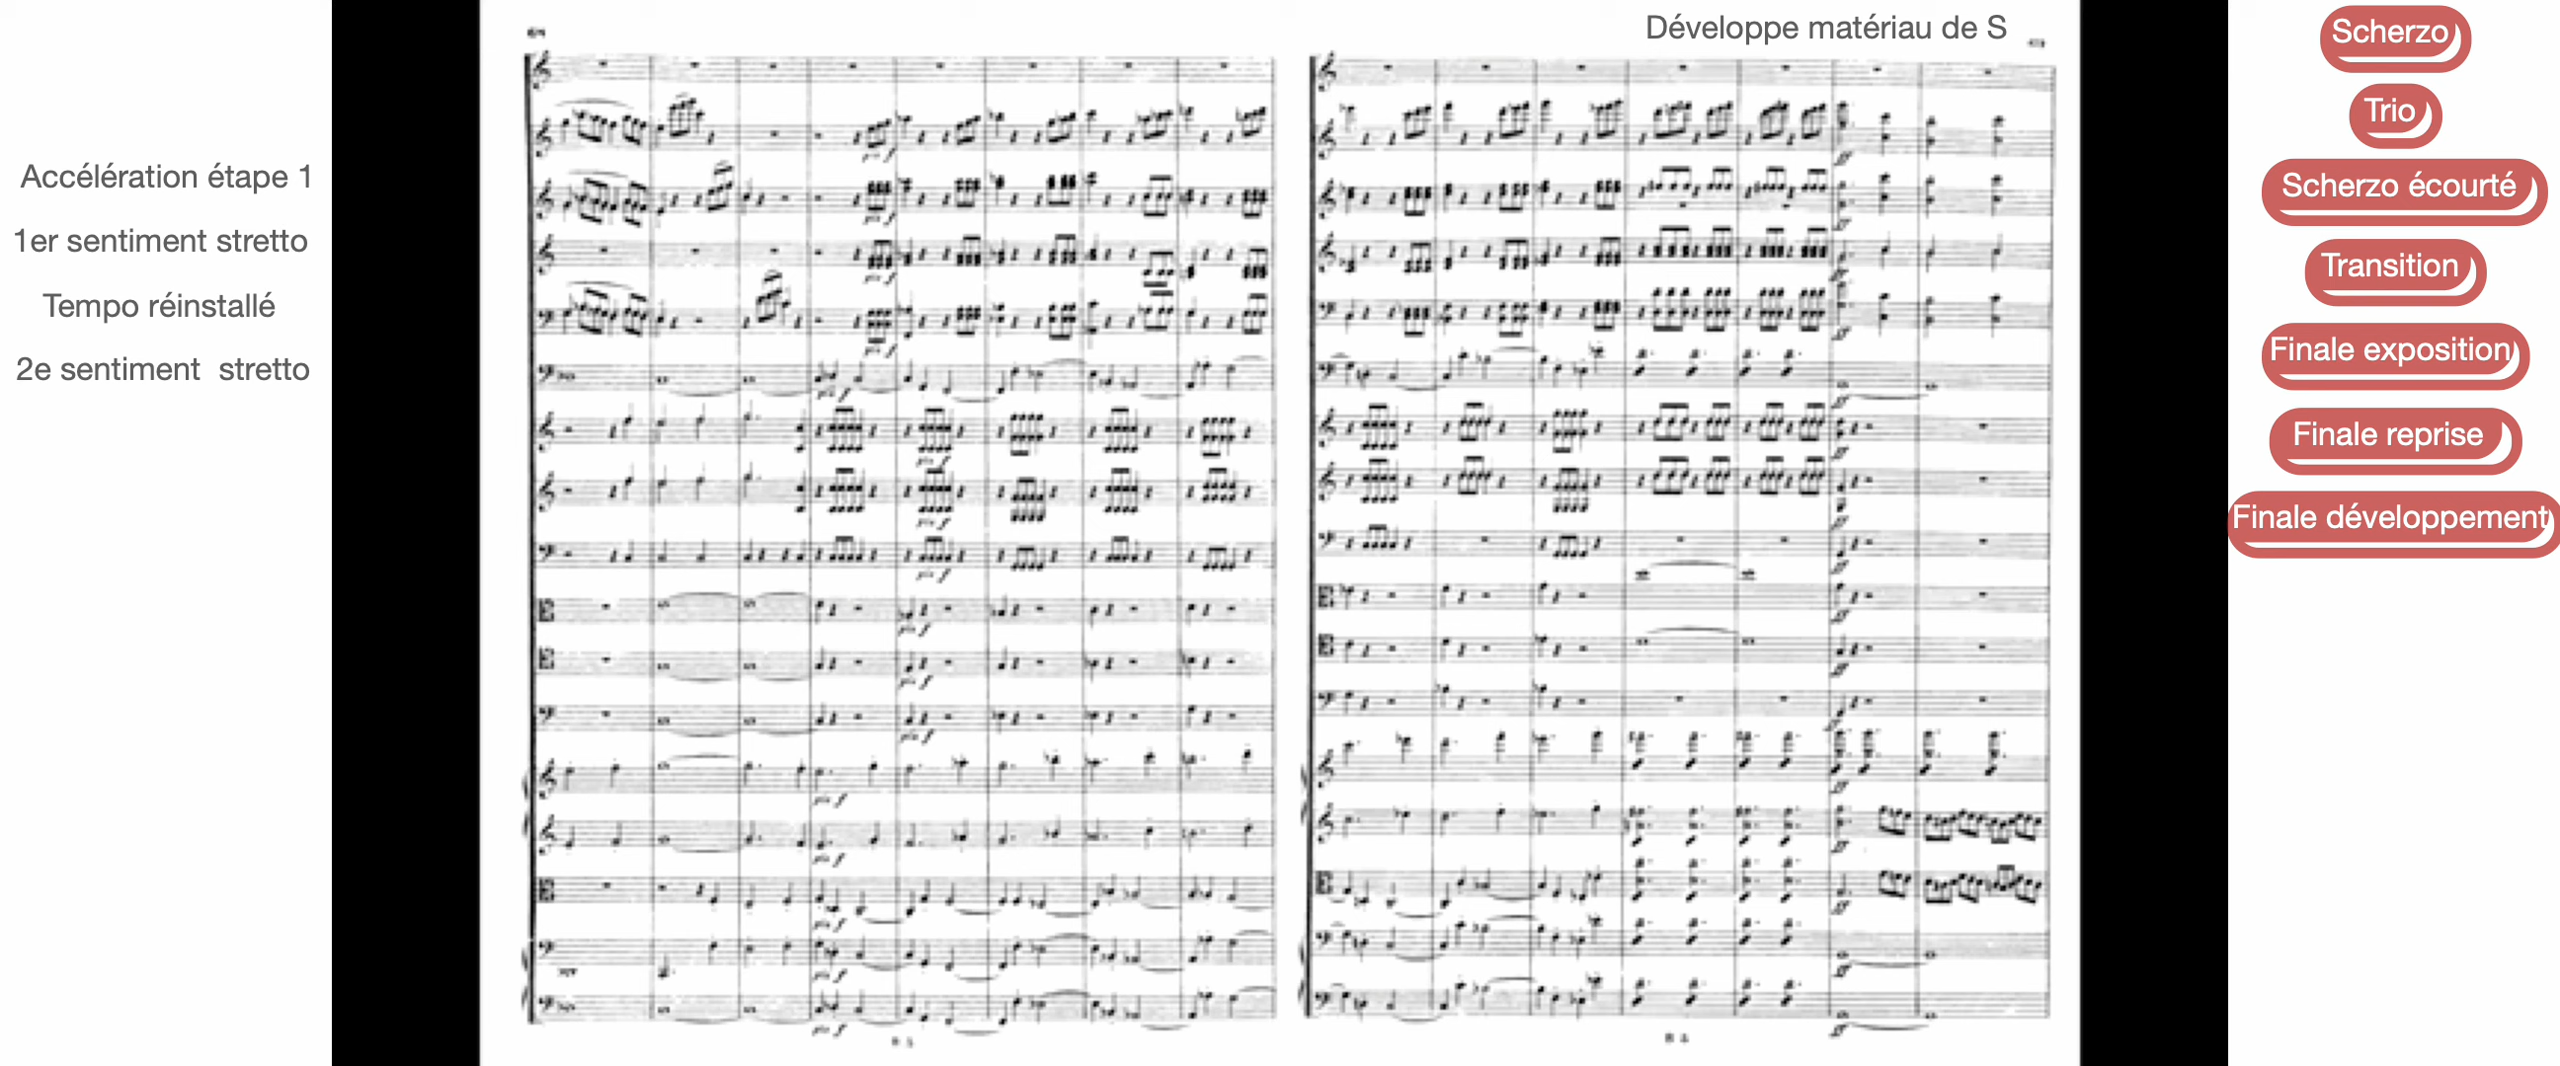 Développe matériau de S
Accélération étape 1
1er sentiment stretto
Tempo réinstallé
2e sentiment stretto
Scherzo
Trio
Scherzo écourté
Transition
Finale exposition
Finale reprise
Finale développement